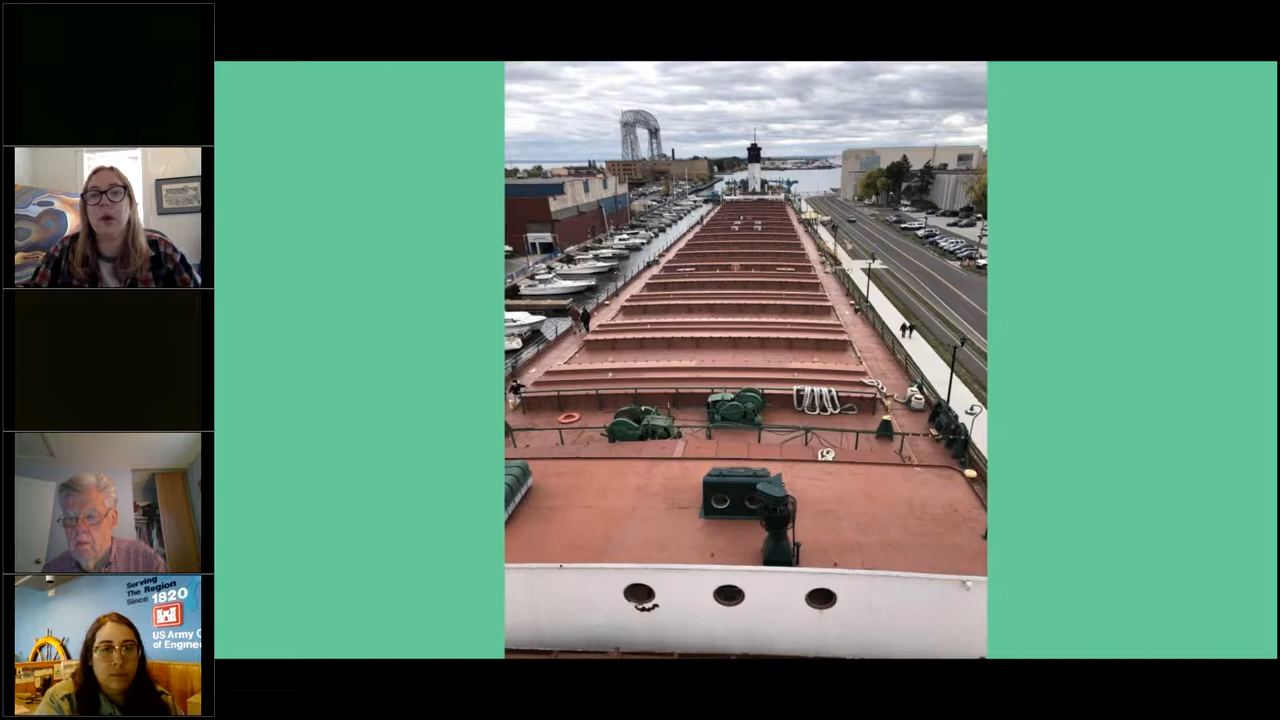 Serving
The Region
Since 1820
US Army C
of Engine